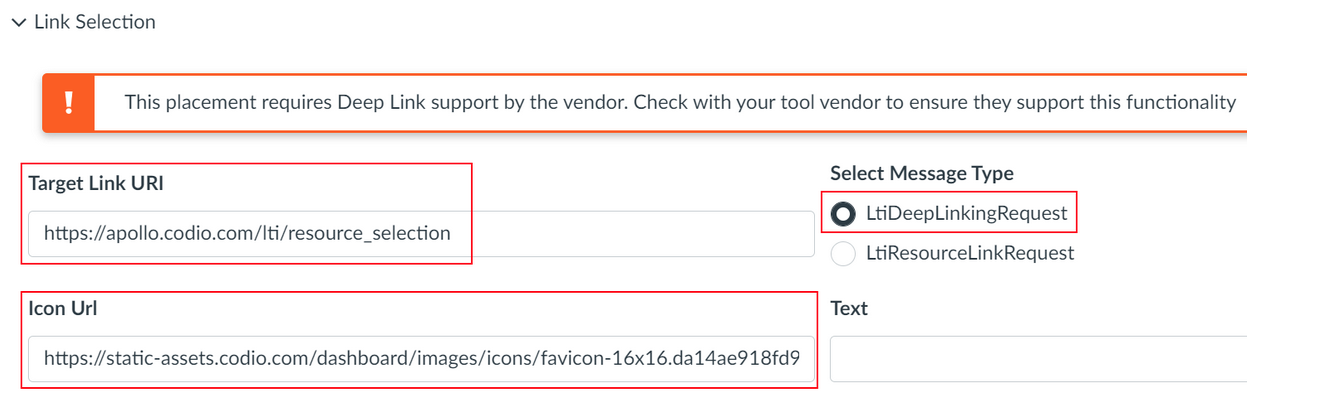 Link Selection
! This placement requires Deep Link support by the vendor. Check with your tool vendor to ensure they support this functionality
Target Link URI
https://apollo.codio.com/lti/resource_selection
Select Message Type
LtiDeepLinkingRequest
LtiResourceLinkRequest
Icon Url
https://static-assets.codio.com/dashboard/images/icons/favicon-16x16.da14ae918fd9
Text